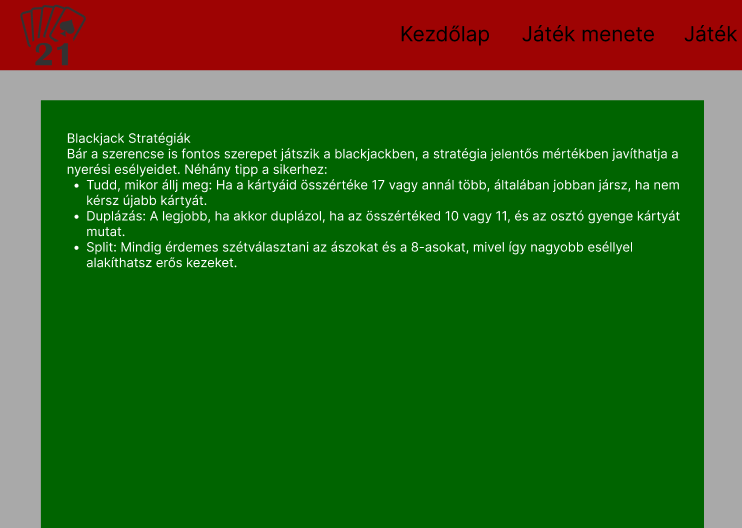 21
Kezdőlap Játék menete Játék
Blackjack Stratégiák
Bár a szerencse is fontos szerepet játszik a blackjackben, a stratégia jelentős mértékben javíthatja a
nyerési esélyeidet. Néhány tipp a sikerhez:
• Tudd, mikor állj meg: Ha a kártyáid összértéke 17 vagy annál több, általában jobban jársz, ha nem
kérsz újabb kártyát.
• Duplázás: A legjobb, ha akkor duplázol, ha az összértéked 10 vagy 11, és az osztó gyenge kártyát
mutat.
• Split: Mindig érdemes szétválasztani az ászokat és a 8-asokat, mivel így nagyobb eséllyel
alakíthatsz erős kezeket.